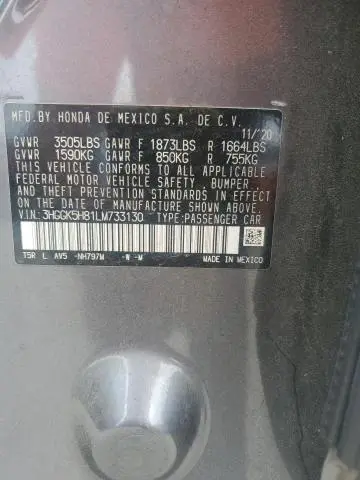 MFD.BY HONDA DE MEXICO S.A. DE C.V.
11/'20
GVWR 3505LBS GAWR F 1873LBS R 1664LBS
GVWR 1590KG GAWR F 850KG R 755KG
THIS VEHICLE CONFORMS TO ALL APPLICABLE
FEDERAL MOTOR VEHICLE SAFETY, BUMPER,
AND THEFT PREVENTION STANDARDS IN EFFECT
ON THE DATE OF MANUFACTURE SHOWN ABOVE.
V.I.N.:3HGGK5H81LM733130 TYPE:PASSENGER CAR
T5R L AV5 -NH797M -W -M MADE IN MEXICO